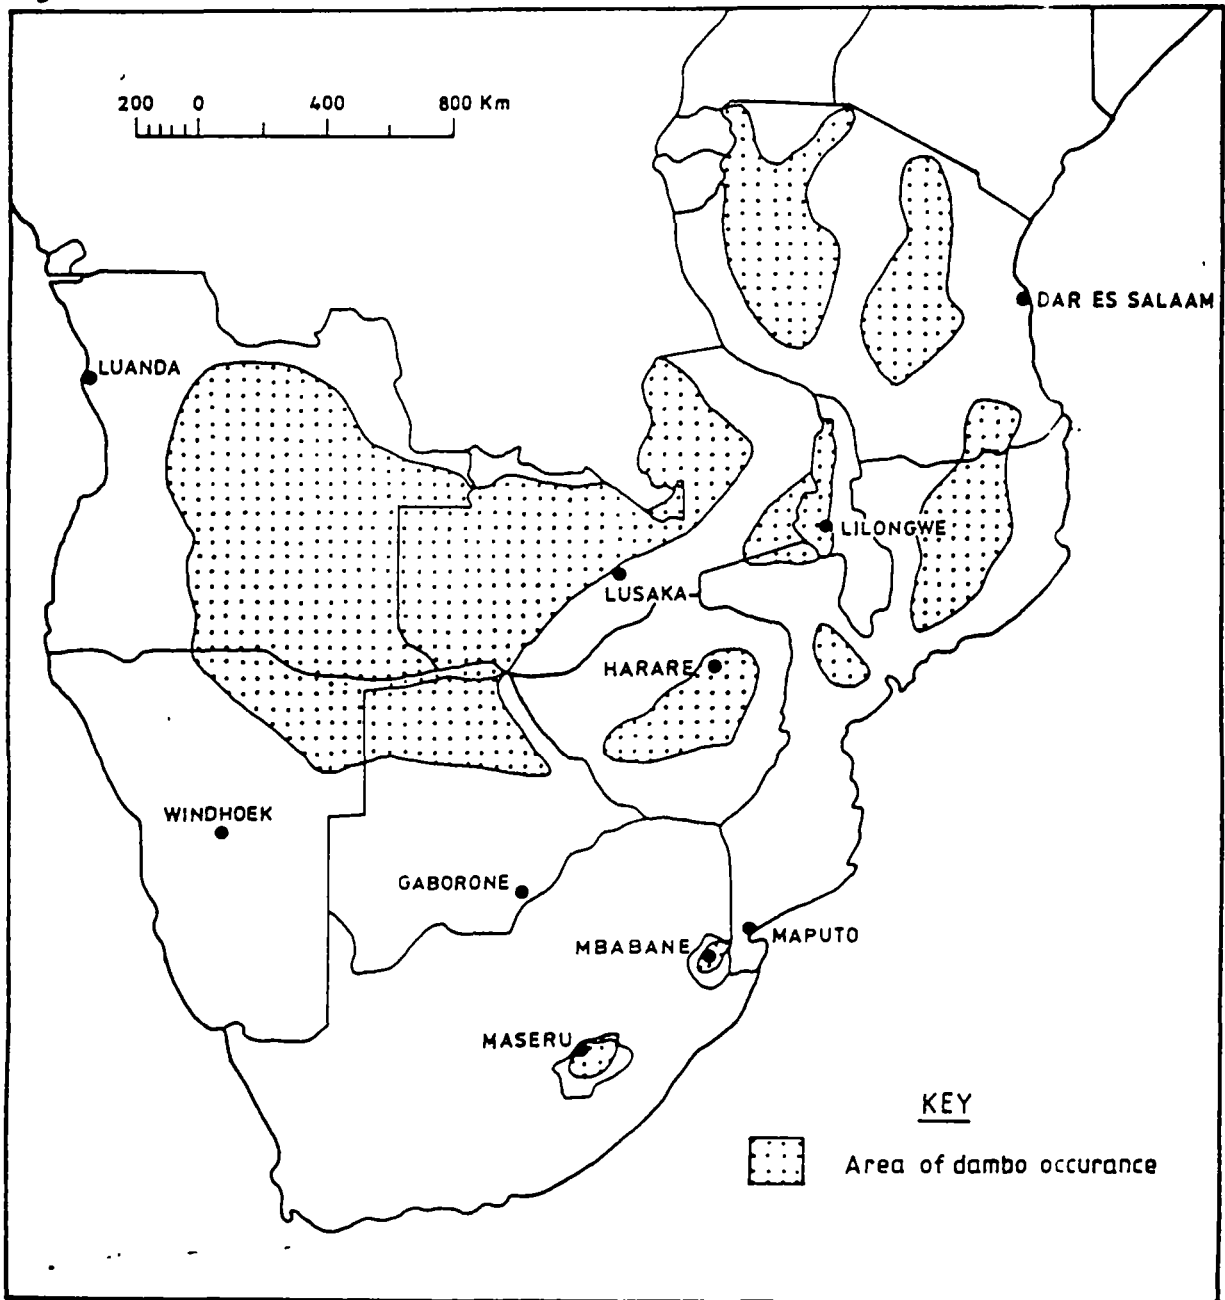 200 0 400 800 Km
DAR ES SALAAM
LUANDA
LILONGWE
LUSAKA
HARARE
WINDHOEK
GABORONE
MBABANE
MAPUTO
MASERU
KEY
Area of dambo occurance